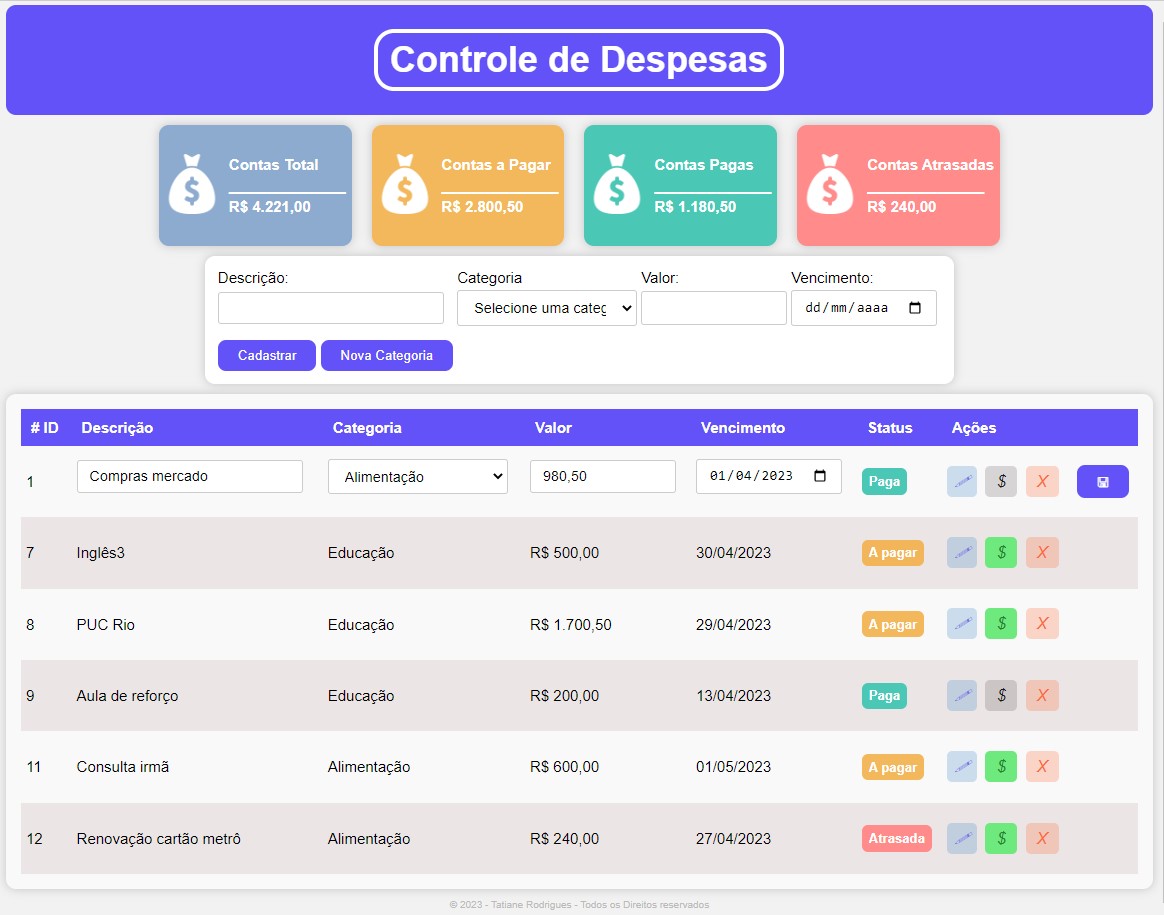 Controle de Despesas
Contas Total Contas a Pagar Contas Pagas Contas Atrasadas
$ $ $ $
R$ 4.221,00 R$ 2.800,50 R$ 1.180,50 R$ 240,00
Descrição: Categoria Valor: Vencimento:
Selecione uma categ dd/mm/aaaa
Cadastrar Nova Categoria
# ID Descrição Categoria Valor Vencimento Status Ações
1 Compras mercado Alimentação 980,50 01/04/2023 Paga $ X
7 Inglês3 Educação R$ 500,00 30/04/2023 A pagar $ X
8 PUC Rio Educação R$ 1.700,50 29/04/2023 A pagar $ X
9 Aula de reforço Educação R$ 200,00 13/04/2023 Paga $ X
11 Consulta irmã Alimentação R$ 600,00 01/05/2023 A pagar $ X
12 Renovação cartão metrô Alimentação R$ 240,00 27/04/2023 Atrasada $ X
© 2023 - Tatiane Rodrigues - Todos os Direitos reservados